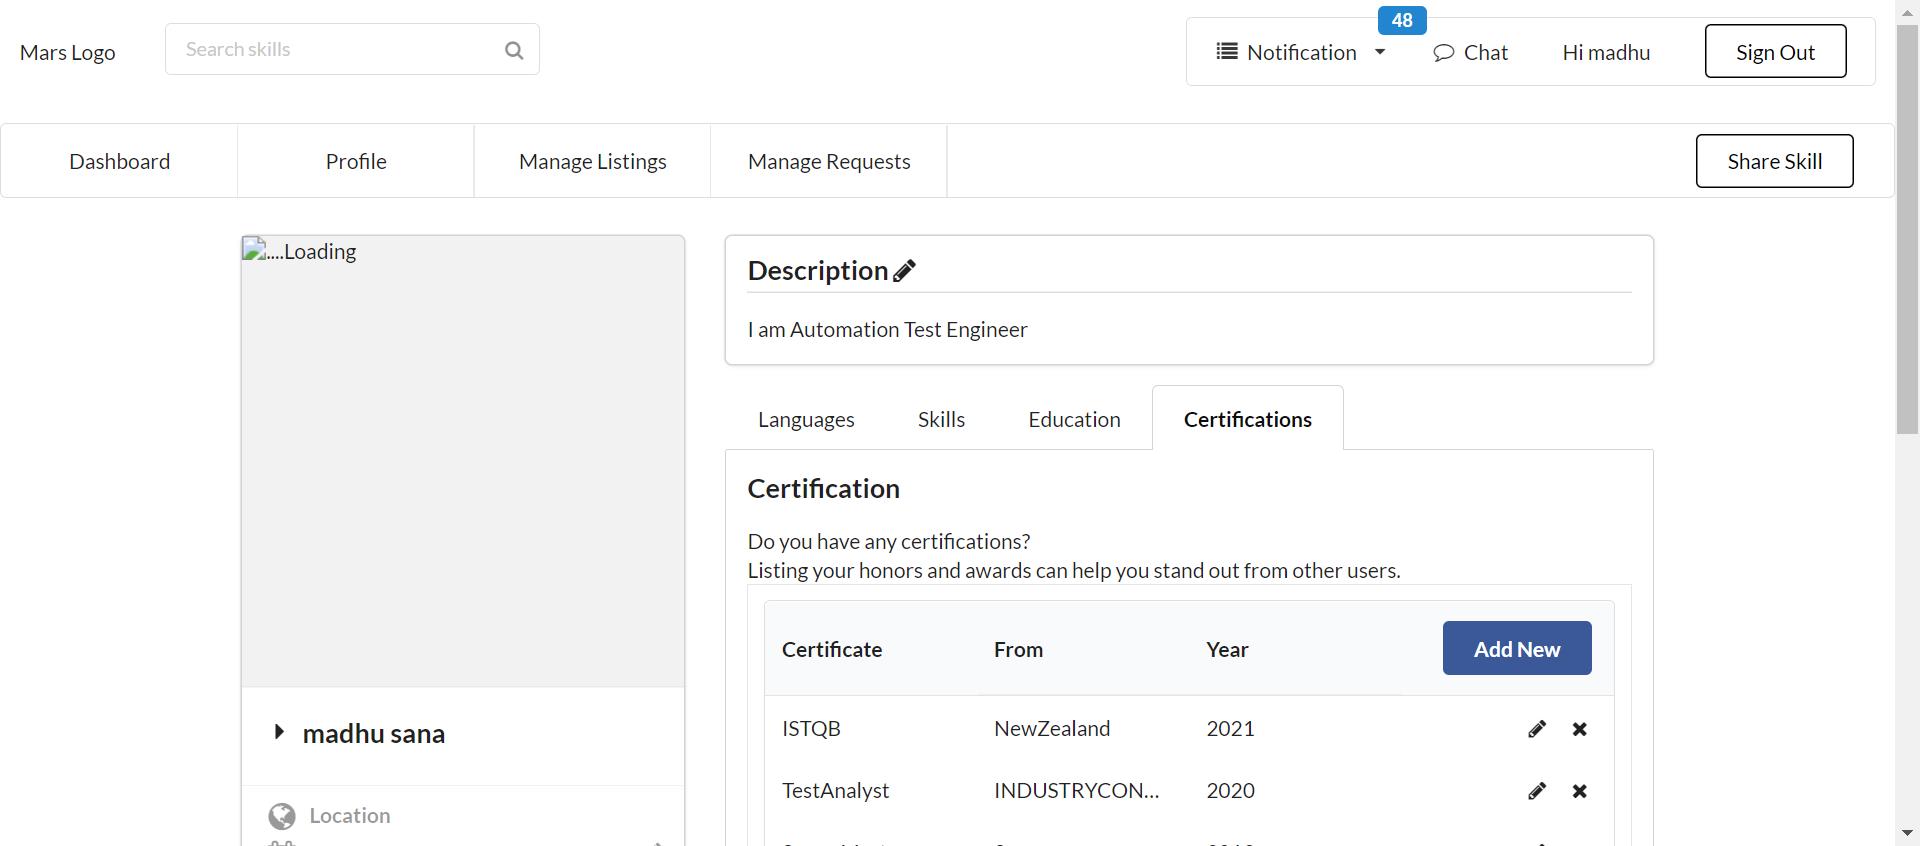 Mars Logo
Search skills
Notification
48
Chat
Hi madhu
Sign Out
Dashboard
Profile
Manage Listings
Manage Requests
Share Skill
....Loading
madhu sana
Location
Description
I am Automation Test Engineer
Languages
Skills
Education
Certifications
Certification
Do you have any certifications?
Listing your honors and awards can help you stand out from other users.
Certificate From Year Add New
ISTQB NewZealand 2021
TestAnalyst INDUSTRYCON... 2020